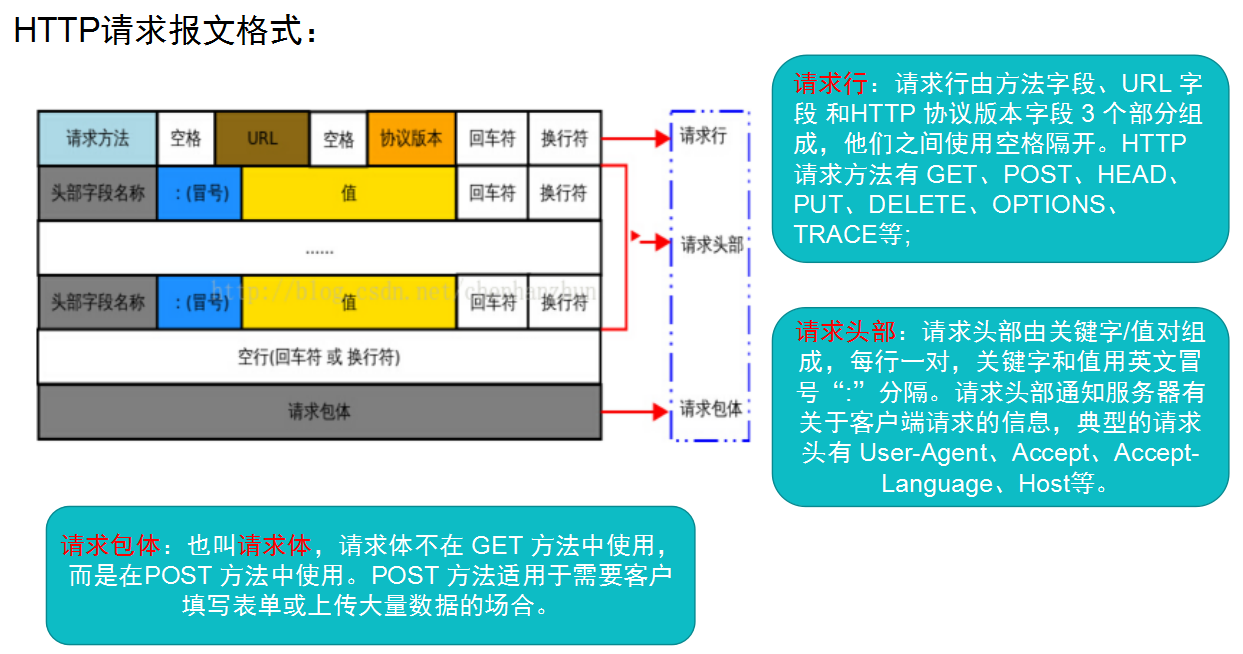 HTTP请求报文格式：
请求方法 空格 URL 空格 协议版本 回车符 换行符 请求行
头部字段名称 ：(冒号) 值 回车符 换行符
...... 请求头部
头部字段名称 ：(冒号) 值 回车符 换行符
http://blog.csdn.net/chenhanzhun
空行(回车符 或 换行符)
请求包体 请求包体
请求行：请求行由方法字段、URL 字
段 和HTTP 协议版本字段 3 个部分组
成，他们之间使用空格隔开。HTTP
请求方法有 GET、POST、HEAD、
PUT、DELETE、OPTIONS、
TRACE等;
请求头部：请求头部由关键字/值对组
成，每行一对，关键字和值用英文冒
号“:”分隔。请求头部通知服务器有
关于客户端请求的信息，典型的请求
头有 User-Agent、Accept、Accept-
Language、Host等。
请求包体：也叫请求体，请求体不在 GET 方法中使用，
而是在POST 方法中使用。POST 方法适用于需要客户
填写表单或上传大量数据的场合。